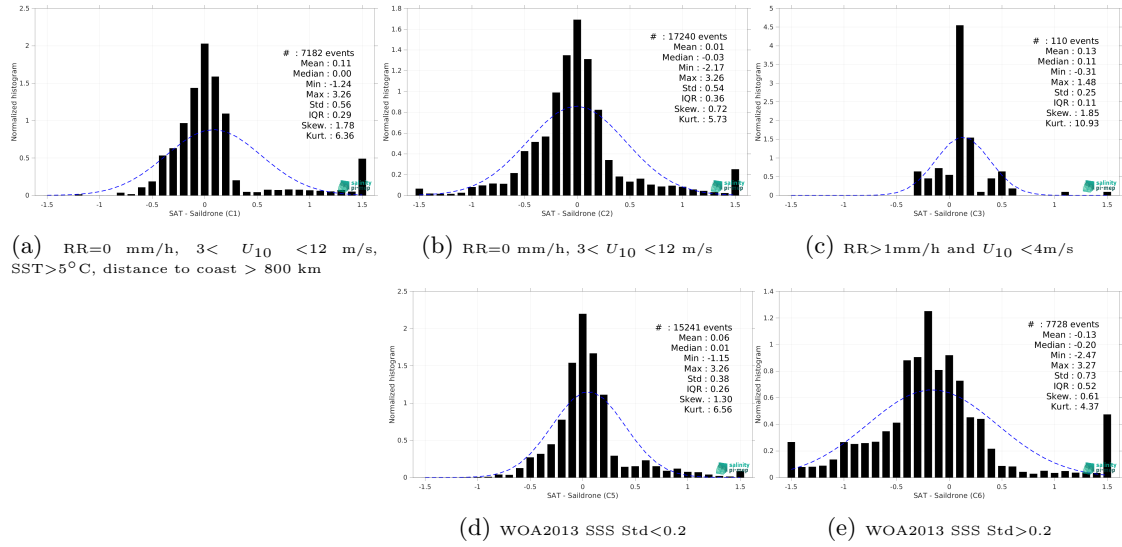 2.5
2
1.5
1
0.5
0
Normalized histogram
# : 7182 events
Mean : 0.11
Median : 0.00
Min : -1.24
Max : 3.26
Std : 0.56
IQR : 0.29
Skew. : 1.78
Kurt. : 6.36
-1.5 -1 -0.5 0 0.5 1 1.5
SAT - Saildrone (C1)
(a) RR=0 mm/h, 3< U10 <12 m/s,
SST>5°C, distance to coast > 800 km
1.8
1.6
1.4
1.2
1
0.8
0.6
0.4
0.2
0
Normalized histogram
# : 17240 events
Mean : 0.01
Median : -0.03
Min : -2.17
Max : 3.26
Std : 0.54
IQR : 0.36
Skew. : 0.72
Kurt. : 5.73
-1.5 -1 -0.5 0 0.5 1 1.5
SAT - Saildrone (C2)
(b) RR=0 mm/h, 3< U10 <12 m/s
5
4.5
4
3.5
3
2.5
2
1.5
1
0.5
0
Normalized histogram
# : 110 events
Mean : 0.13
Median : 0.11
Min : -0.31
Max : 1.48
Std : 0.25
IQR : 0.11
Skew. : 1.85
Kurt. : 10.93
-1.5 -1 -0.5 0 0.5 1 1.5
SAT - Saildrone (C3)
(c) RR>1mm/h and U10 <4m/s
2.5
2
1.5
1
0.5
0
Normalized histogram
# : 15241 events
Mean : 0.06
Median : 0.01
Min : -1.15
Max : 3.26
Std : 0.38
IQR : 0.26
Skew. : 1.30
Kurt. : 6.56
salinity
-1.5 -1 -0.5 0 0.5 1 1.5
SAT - Saildrone (C5)
(d) WOA2013 SSS Std<0.2
1.4
1.2
1
0.8
0.6
0.4
0.2
0
Normalized histogram
# : 7728 events
Mean : -0.13
Median : -0.20
Min : -2.47
Max : 3.27
Std : 0.73
IQR : 0.52
Skew. : 0.61
Kurt. : 4.37
salinity
-1.5 -1 -0.5 0 0.5 1 1.5
SAT - Saildrone (C6)
(e) WOA2013 SSS Std>0.2